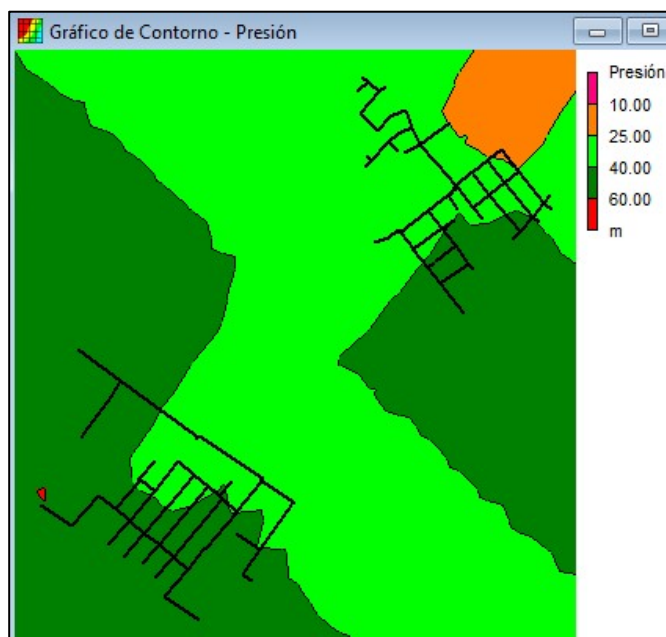 Gráfico de Contorno - Presión
Presión
10.00
25.00
40.00
60.00
m